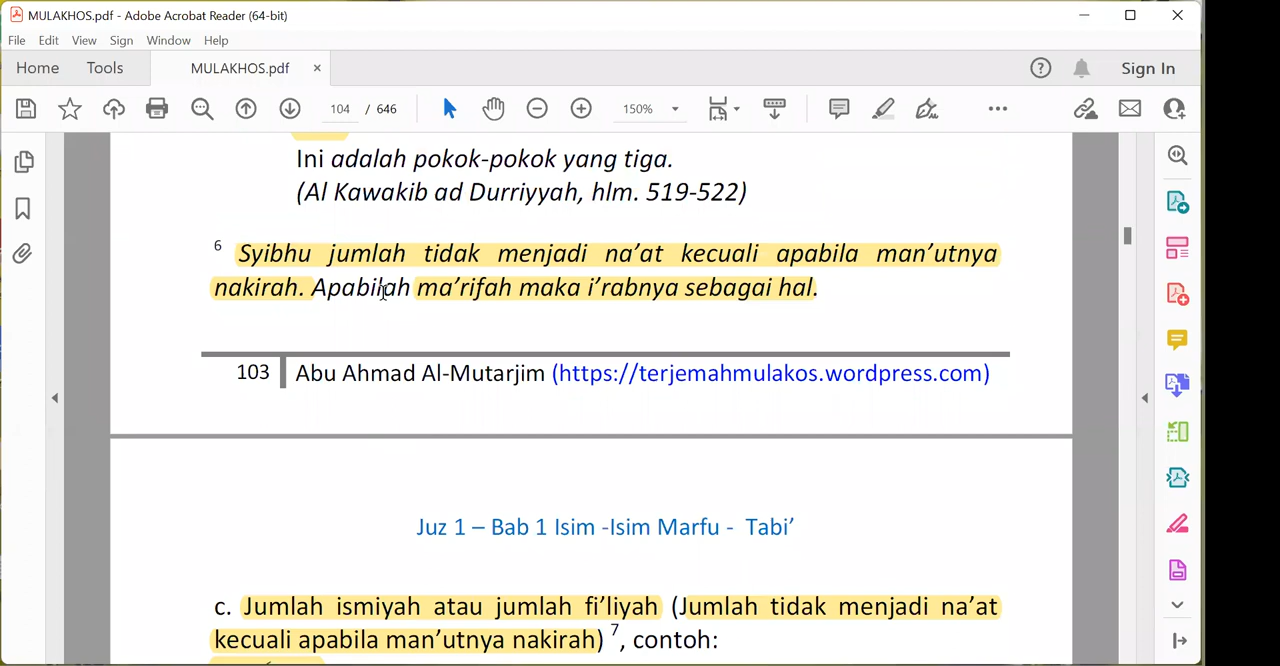 MULAKHOS.pdf - Adobe Acrobat Reader (64-bit)
File Edit View Sign Window Help
Home Tools MULAKHOS.pdf × Sign In
104 / 646 150%
Ini adalah pokok-pokok yang tiga.
(Al Kawakib ad Durriyyah, hlm. 519-522)
6 Syibhu jumlah tidak menjadi na’at kecuali apabila man’utnya
nakirah. Apabilah ma’rifah maka i’rabnya sebagai hal.
103 Abu Ahmad Al-Mutarjim (https://terjemahmulakos.wordpress.com)
Juz 1 – Bab 1 Isim -Isim Marfu - Tabi’
c. Jumlah ismiyah atau jumlah fi’liyah (Jumlah tidak menjadi na’at
kecuali apabila man’utnya nakirah) 7, contoh: